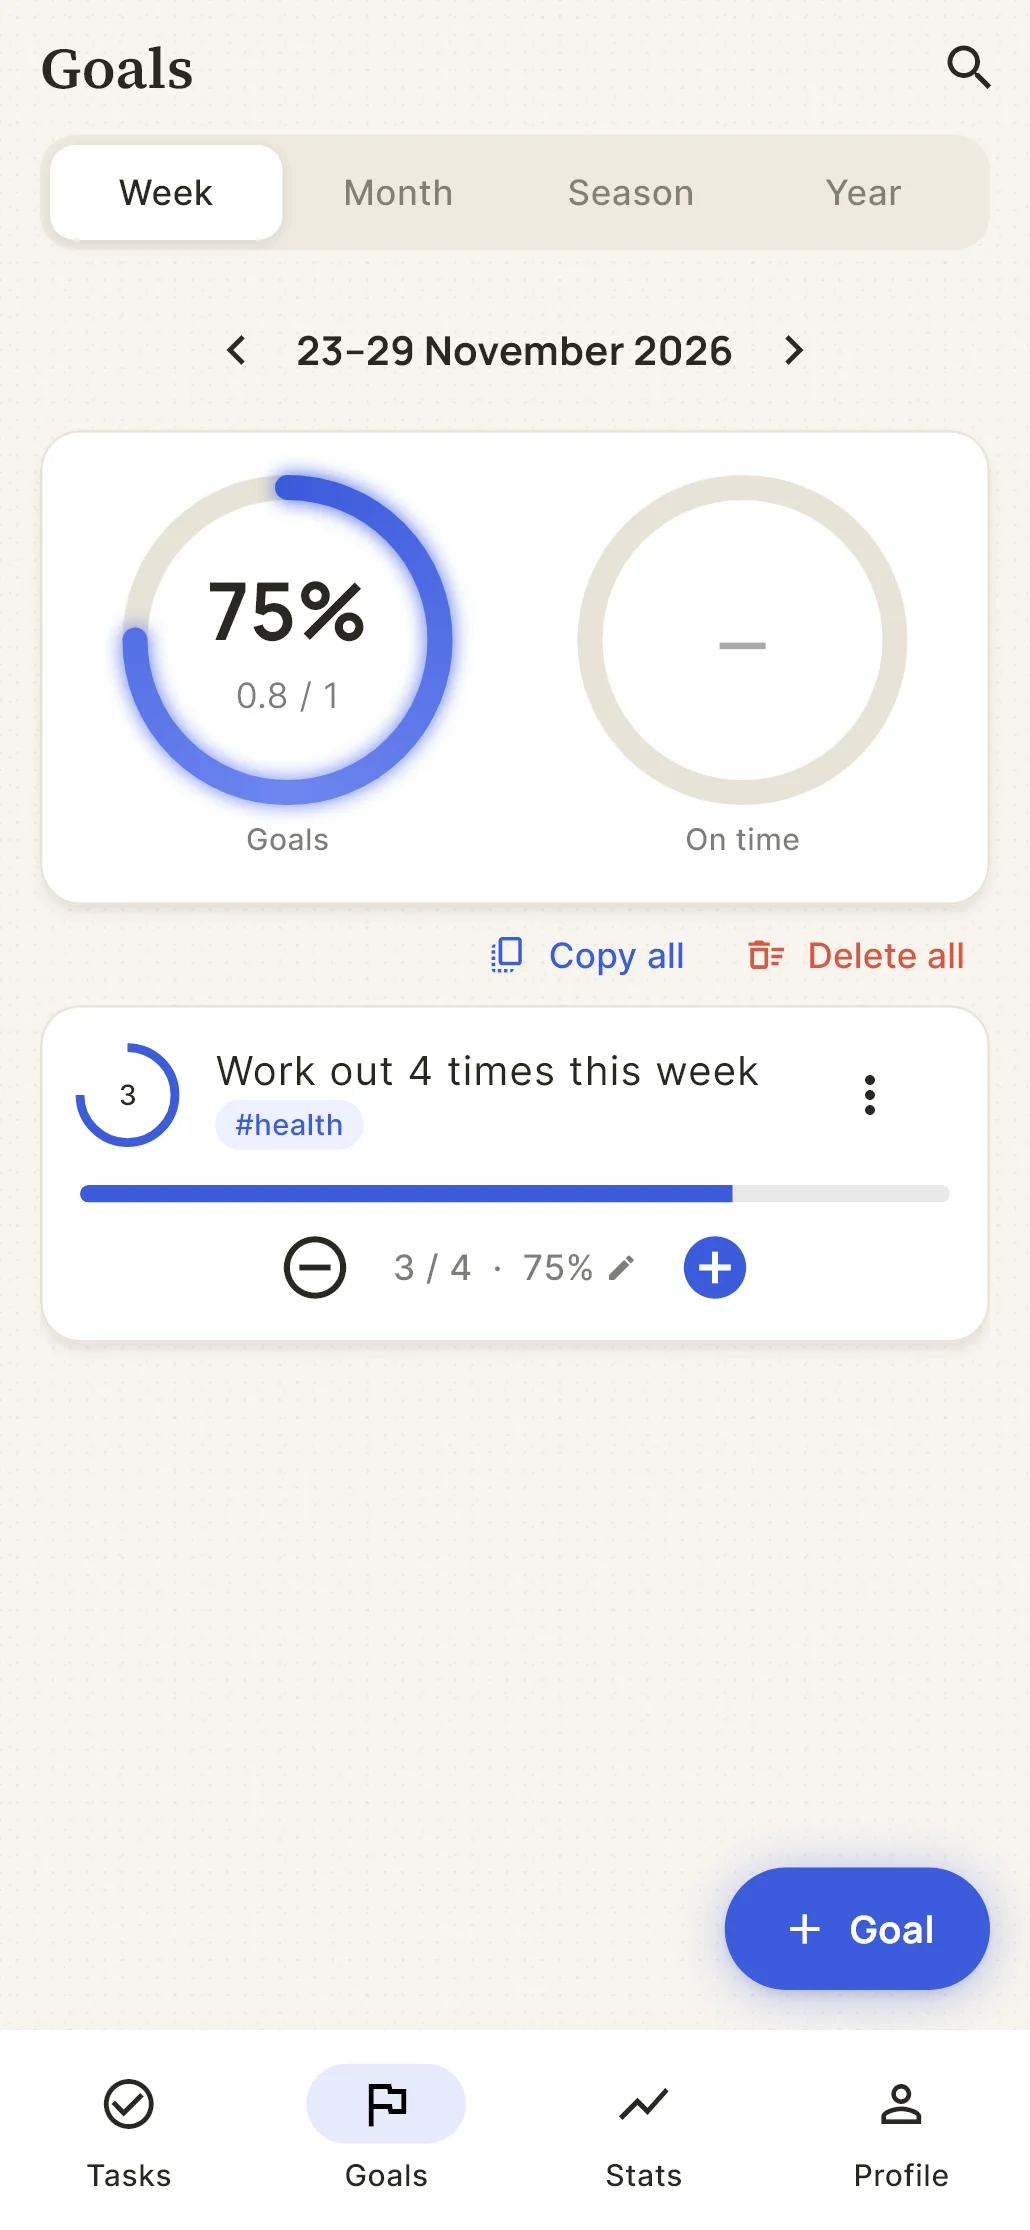 Goals
Week Month Season Year
23–29 November 2026
75%
0.8 / 1
–
Goals On time
Copy all Delete all
3
Work out 4 times this week
#health
3 / 4 · 75%
+ Goal
Tasks Goals Stats Profile